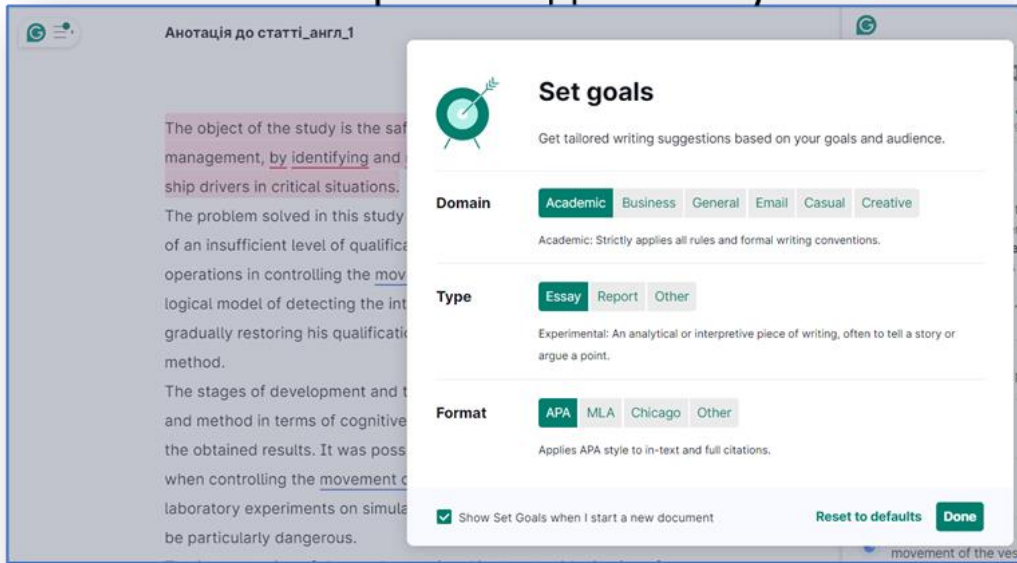 Анотація до статті_англ_1
The object of the study is the saf
management, by identifying and
ship drivers in critical situations.
The problem solved in this study
of an insufficient level of qualifica
operations in controlling the mov
logical model of detecting the int
gradually restoring his qualificatio
method.
The stages of development and t
and method in terms of cognitive
the obtained results. It was poss
when controlling the movement o
laboratory experiments on simula
be particularly dangerous.
Set goals
Get tailored writing suggestions based on your goals and audience.
Domain
Academic Business General Email Casual Creative
Academic: Strictly applies all rules and formal writing conventions.
Type
Essay Report Other
Experimental: An analytical or interpretive piece of writing, often to tell a story or
argue a point.
Format
APA MLA Chicago Other
Applies APA style to in-text and full citations.
Show Set Goals when I start a new document
Reset to defaults Done
movement of the ves